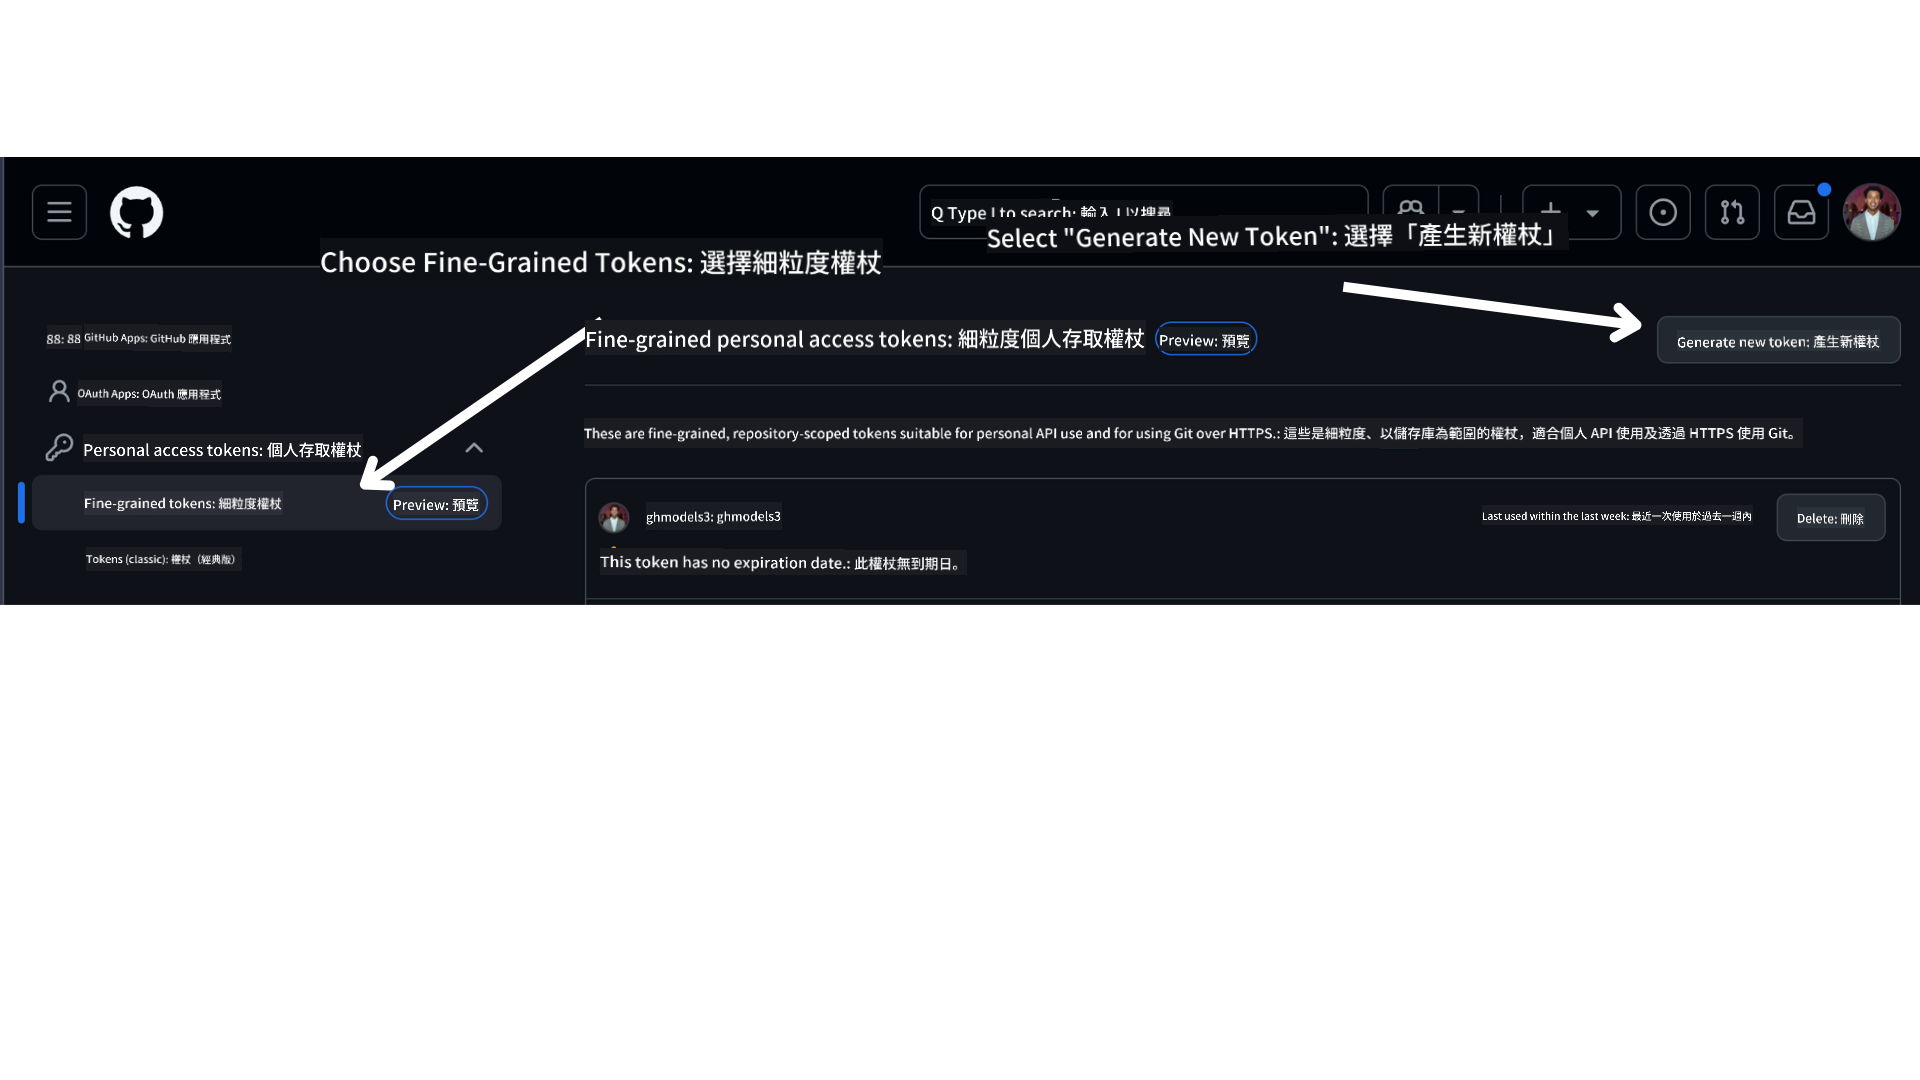 Q Type to search: 輸入 以搜尋
Select "Generate New Token": 選擇「產生新權杖」
Choose Fine-Grained Tokens: 選擇細粒度權杖
88: 88 GitHub Apps: GitHub 應用程式
OAuth Apps: OAuth 應用程式
Personal access tokens: 個人存取權杖
Fine-grained tokens: 細粒度權杖 Preview: 預覽
Tokens (classic): 權杖（經典版）
Fine-grained personal access tokens: 細粒度個人存取權杖 Preview: 預覽
Generate new token: 產生新權杖
These are fine-grained, repository-scoped tokens suitable for personal API use and for using Git over HTTPS.: 這些是細粒度、以儲存庫為範圍的權杖，適合個人 API 使用及透過 HTTPS 使用 Git。
ghmodels3: ghmodels3
Last used within the last week: 最近一次使用於過去一週內
Delete: 刪除
This token has no expiration date.: 此權杖無到期日。